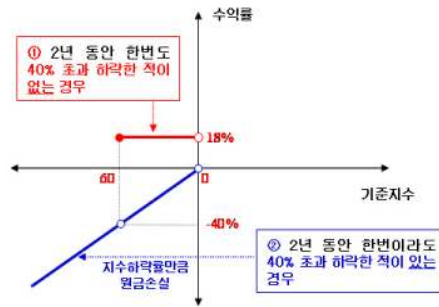 수익률
① 2년 동안 한번도
40% 초과 하락한 적이
없는 경우
18%
60
0
기준지수
-40%
지수하락률만큼
원금손실
② 2년 동안 한번이라도
40% 초과 하락한 적이 있는
경우